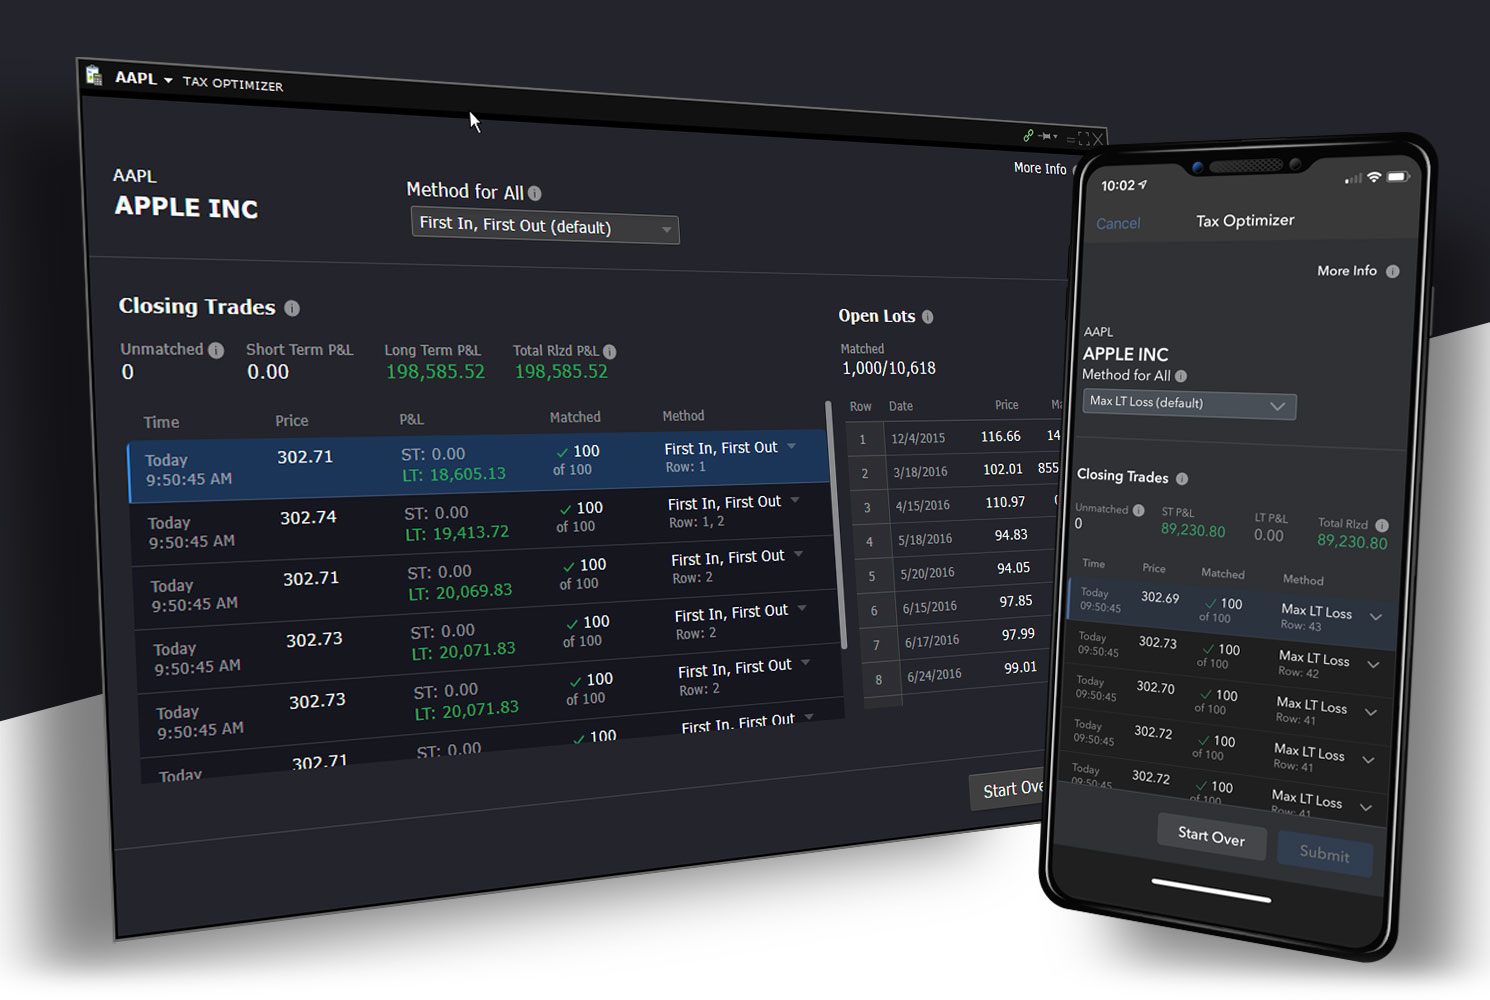 AAPL TAX OPTIMIZER
More Info
AAPL
APPLE INC
Method for All
First In, First Out (default)
Closing Trades
Unmatched Short Term P&L Long Term P&L Total Rlzd P&L
0 0.00 198,585.52 198,585.52
Time Price P&L Matched Method
Today 302.71 ST: 0.00 100 First In, First Out
9:50:45 AM LT: 18,605.13 of 100 Row: 1
Today 302.74 ST: 0.00 100 First In, First Out
9:50:45 AM LT: 19,413.72 of 100 Row: 1, 2
Today 302.71 ST: 0.00 100 First In, First Out
9:50:45 AM LT: 20,069.83 of 100 Row: 2
Today 302.73 ST: 0.00 100 First In, First Out
9:50:45 AM LT: 20,071.83 of 100 Row: 2
Today 302.73 ST: 0.00 100 First In, First Out
9:50:45 AM LT: 20,071.83 of 100 Row: 2
Today 302.71 ST: 0.00 100 First In, First Out
Open Lots
Matched
1,000/10,618
Row Date Price Ma
1 12/4/2015 116.66 14
2 3/18/2016 102.01 855
3 4/15/2016 110.97
4 5/18/2016 94.83
5 5/20/2016 94.05
6 6/15/2016 97.85
7 6/17/2016 97.99
8 6/24/2016 99.01
Start Ove
10:02
Cancel Tax Optimizer
More Info
AAPL
APPLE INC
Method for All
Max LT Loss (default)
Closing Trades
Unmatched ST P&L LT P&L Total Rlzd
0 89,230.80 0.00 89,230.80
Time Price Matched Method
Today 302.69 100 Max LT Loss
09:50:45 of 100 Row: 43
Today 302.73 100 Max LT Loss
09:50:45 of 100 Row: 42
Today 302.70 100 Max LT Loss
09:50:45 of 100 Row: 41
Today 302.72 100 Max LT Loss
09:50:45 of 100 Row: 41
Today 302.72 100 Max LT Loss
09:50:45 of 100 Row: 41
Start Over Submit